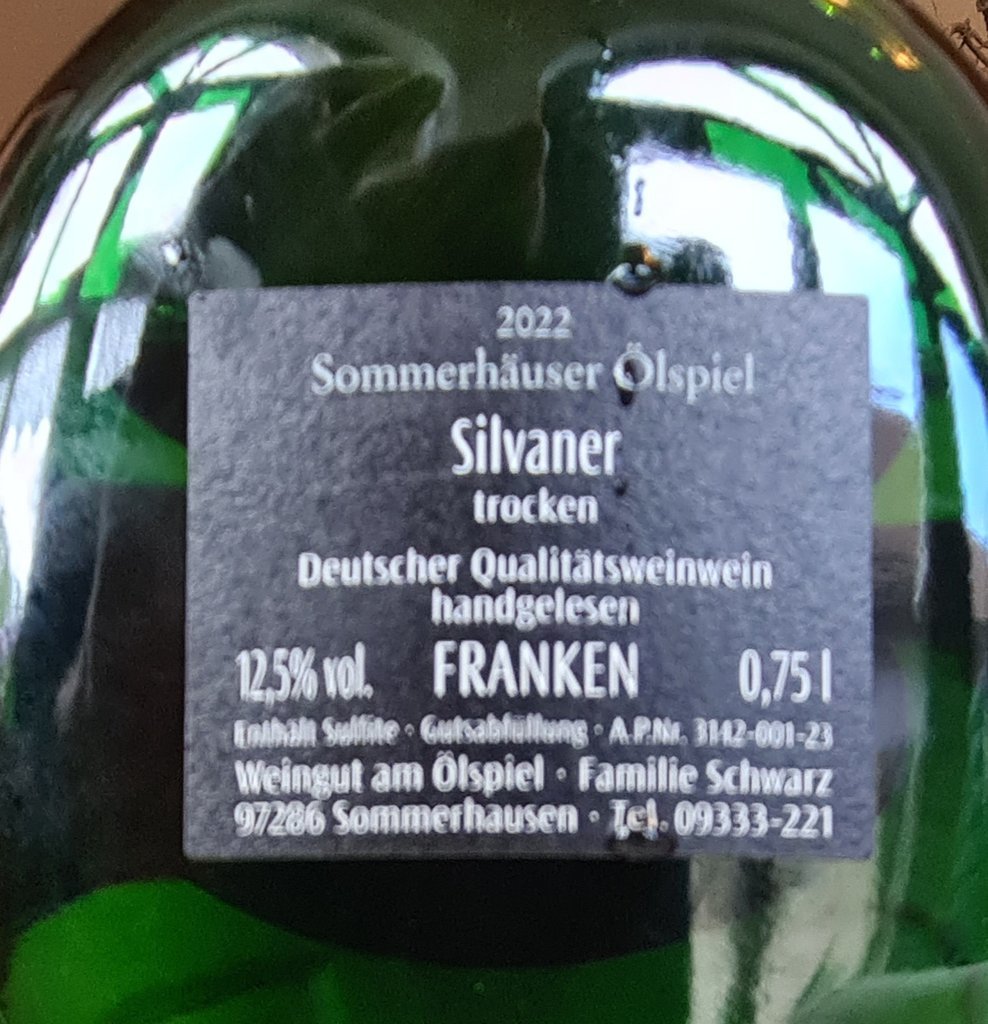 2022
Sommerhäuser Ölspiel
Silvaner
trocken
Deutscher Qualitätsweinwein
handgelesen
12,5% vol. FRANKEN 0,75 l
Enthält Sulfite · Gutsabfüllung · A.P.Nr. 3142-001-23
Weingut am Ölspiel · Familie Schwarz
97286 Sommerhausen · Tel. 09333-221